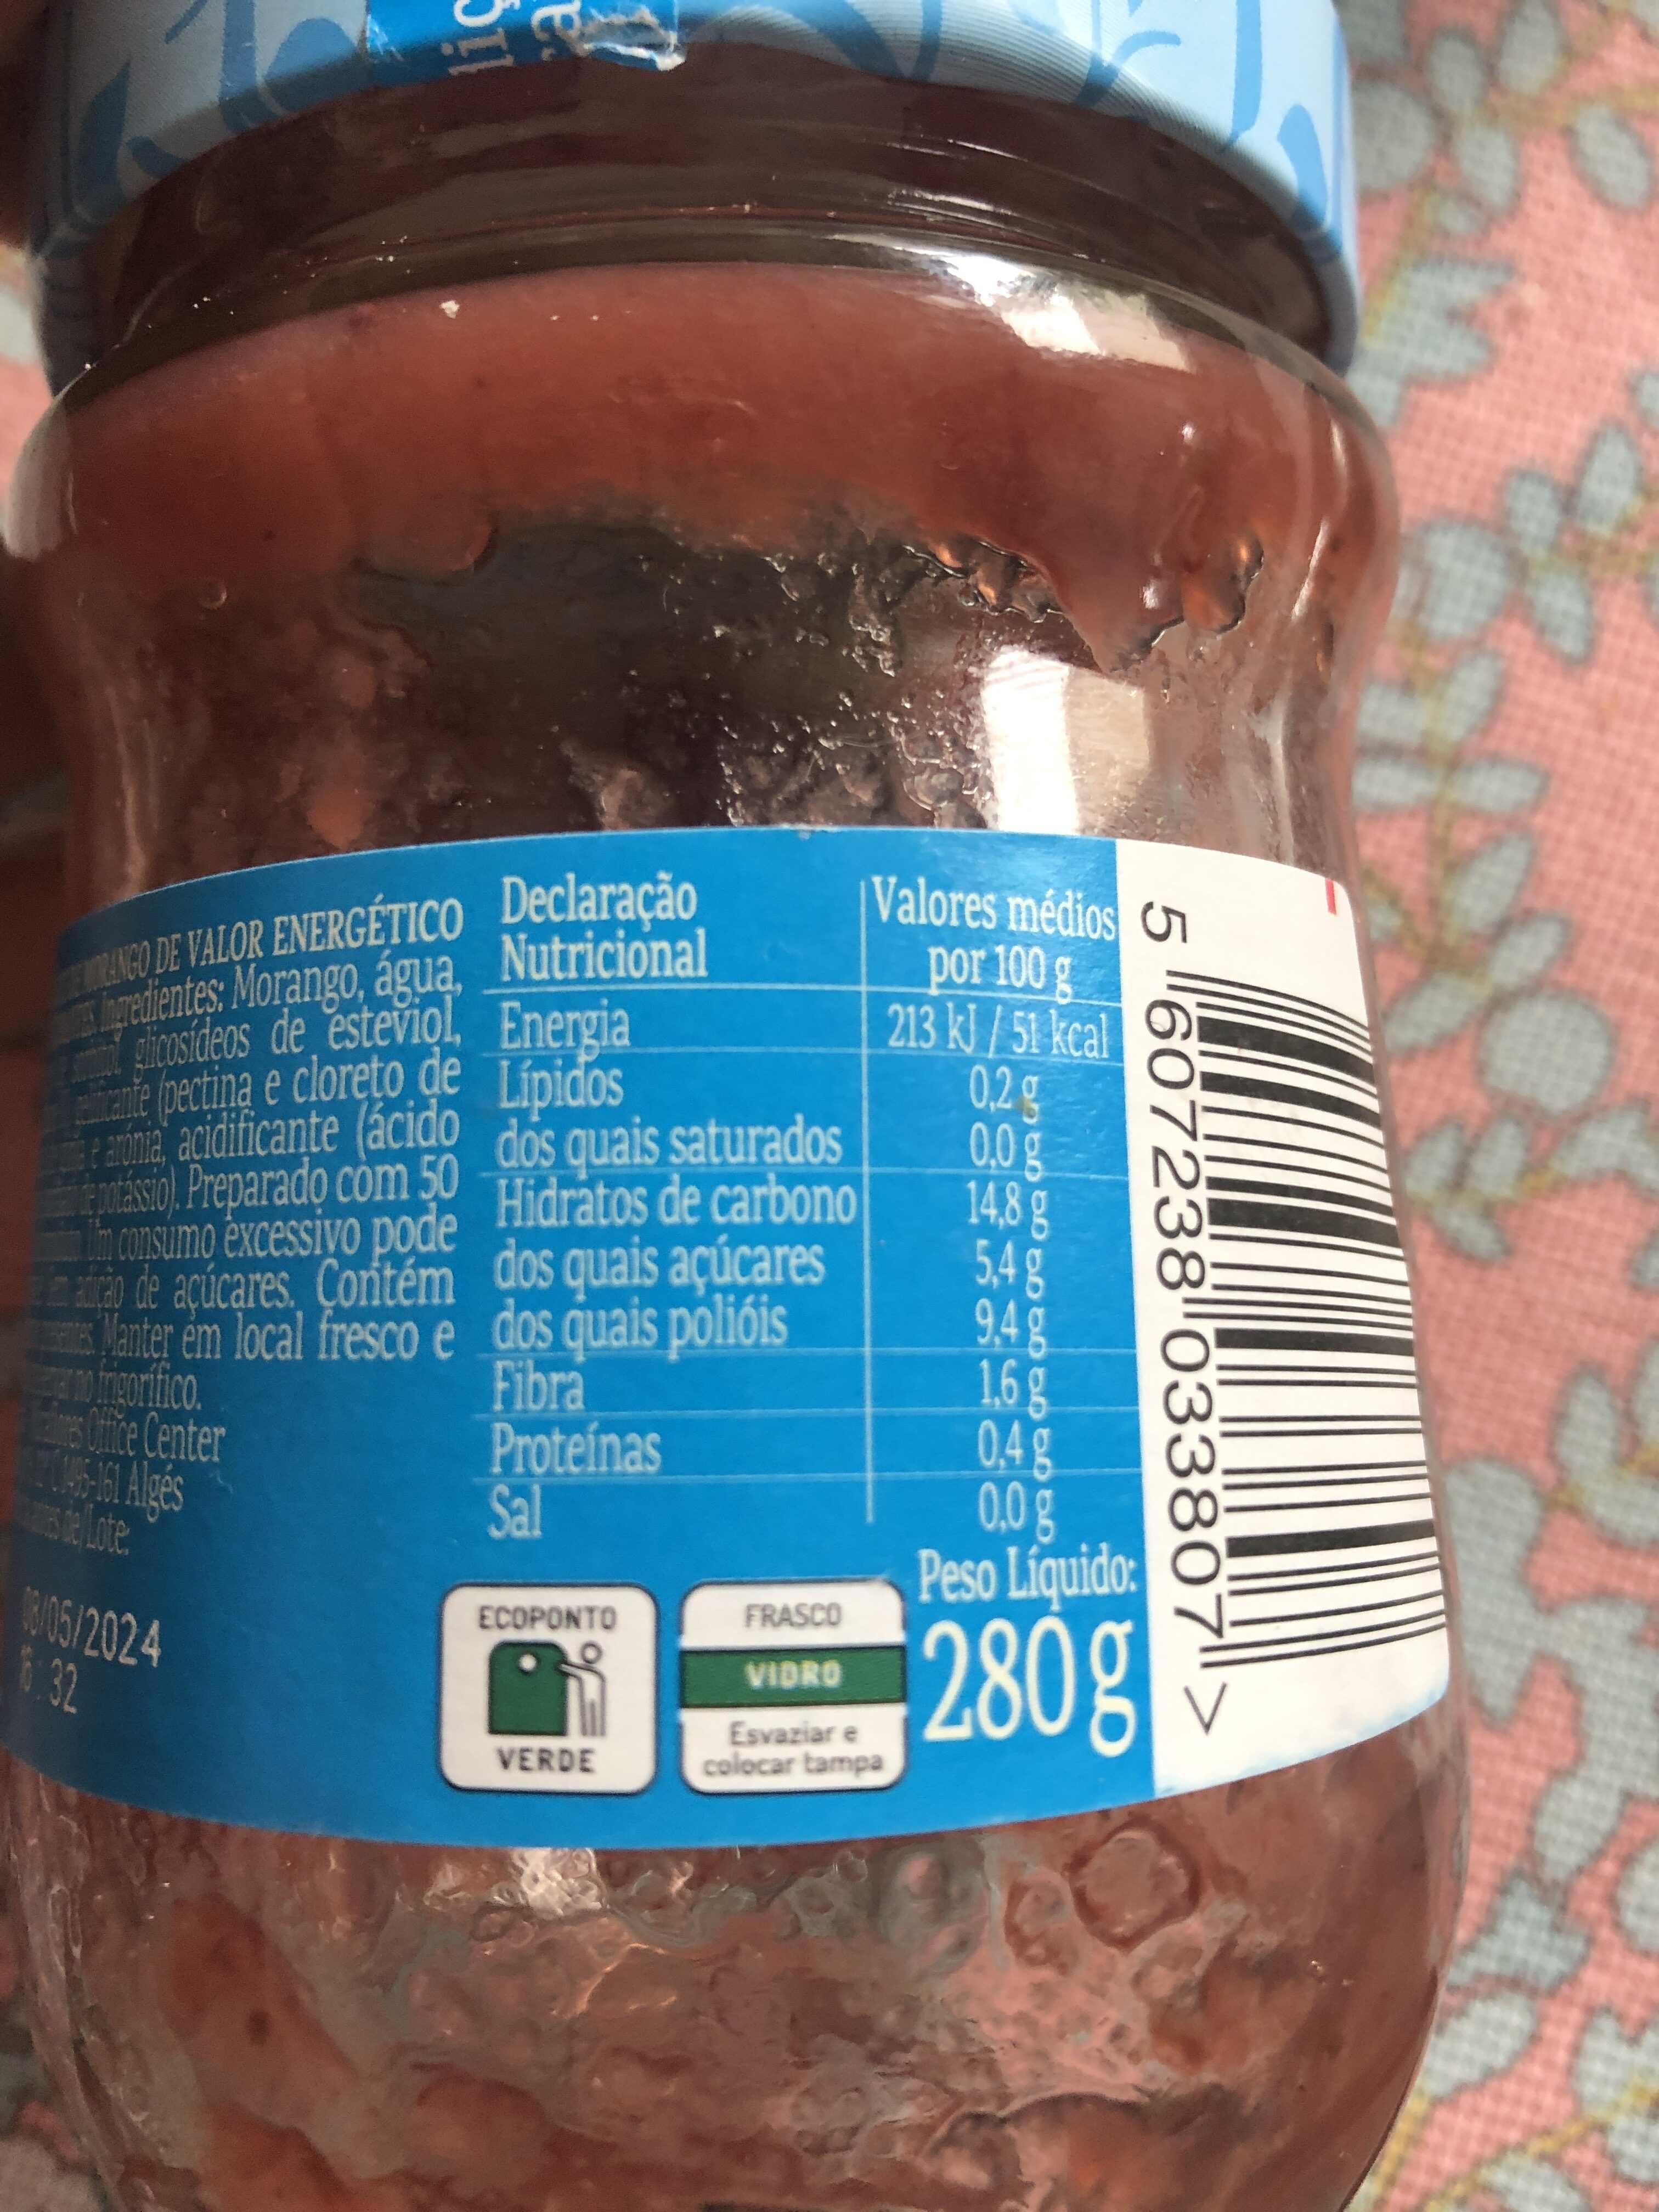 MORANGO DE VALOR ENERGÉTICO
Ingredientes: Morango, água,
glicosídeos de esteviol,
gelificante (pectina e cloreto de
e arónia, acidificante (ácido
de potássio). Preparado com 50
Um consumo excessivo pode
adição de açúcares. Contém
Manter em local fresco e
no frigorífico.
Office Center
1495-161 Algés
de/Lote:
08/05/2024
: 32
Declaração
Nutricional
Valores médios
por 100 g
Energia 213 kJ / 51 kcal
Lípidos 0,2 g
dos quais saturados 0,0 g
Hidratos de carbono 14,8 g
dos quais açúcares 5,4 g
dos quais polióis 9,4 g
Fibra 1,6 g
Proteínas 0,4 g
Sal 0,0 g
Peso Líquido:
280 g
ECOPONTO
VERDE
FRASCO
VIDRO
Esvaziar e
colocar tampa
5 607238 033807 >